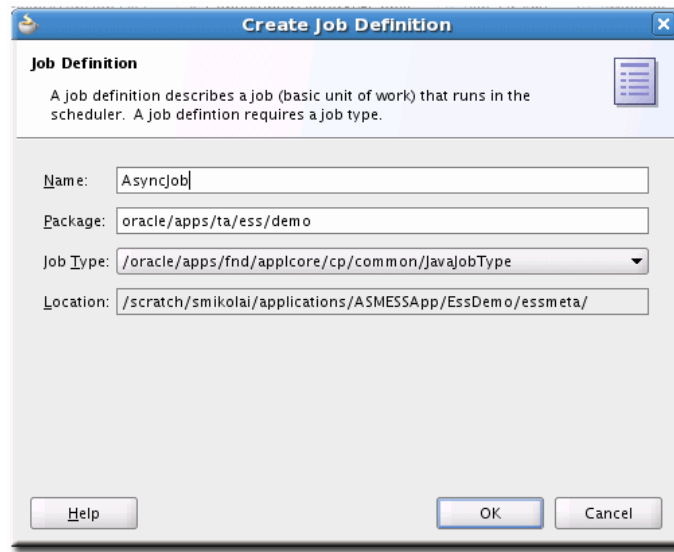 Create Job Definition
Job Definition
A job definition describes a job (basic unit of work) that runs in the
scheduler. A job defintion requires a job type.
Name: AsyncJob
Package: oracle/apps/ta/ess/demo
Job Type: /oracle/apps/fnd/applcore/cp/common/JavaJobType
Location: /scratch/smikolai/applications/ASMESSApp/EssDemo/essmeta/
Help OK Cancel